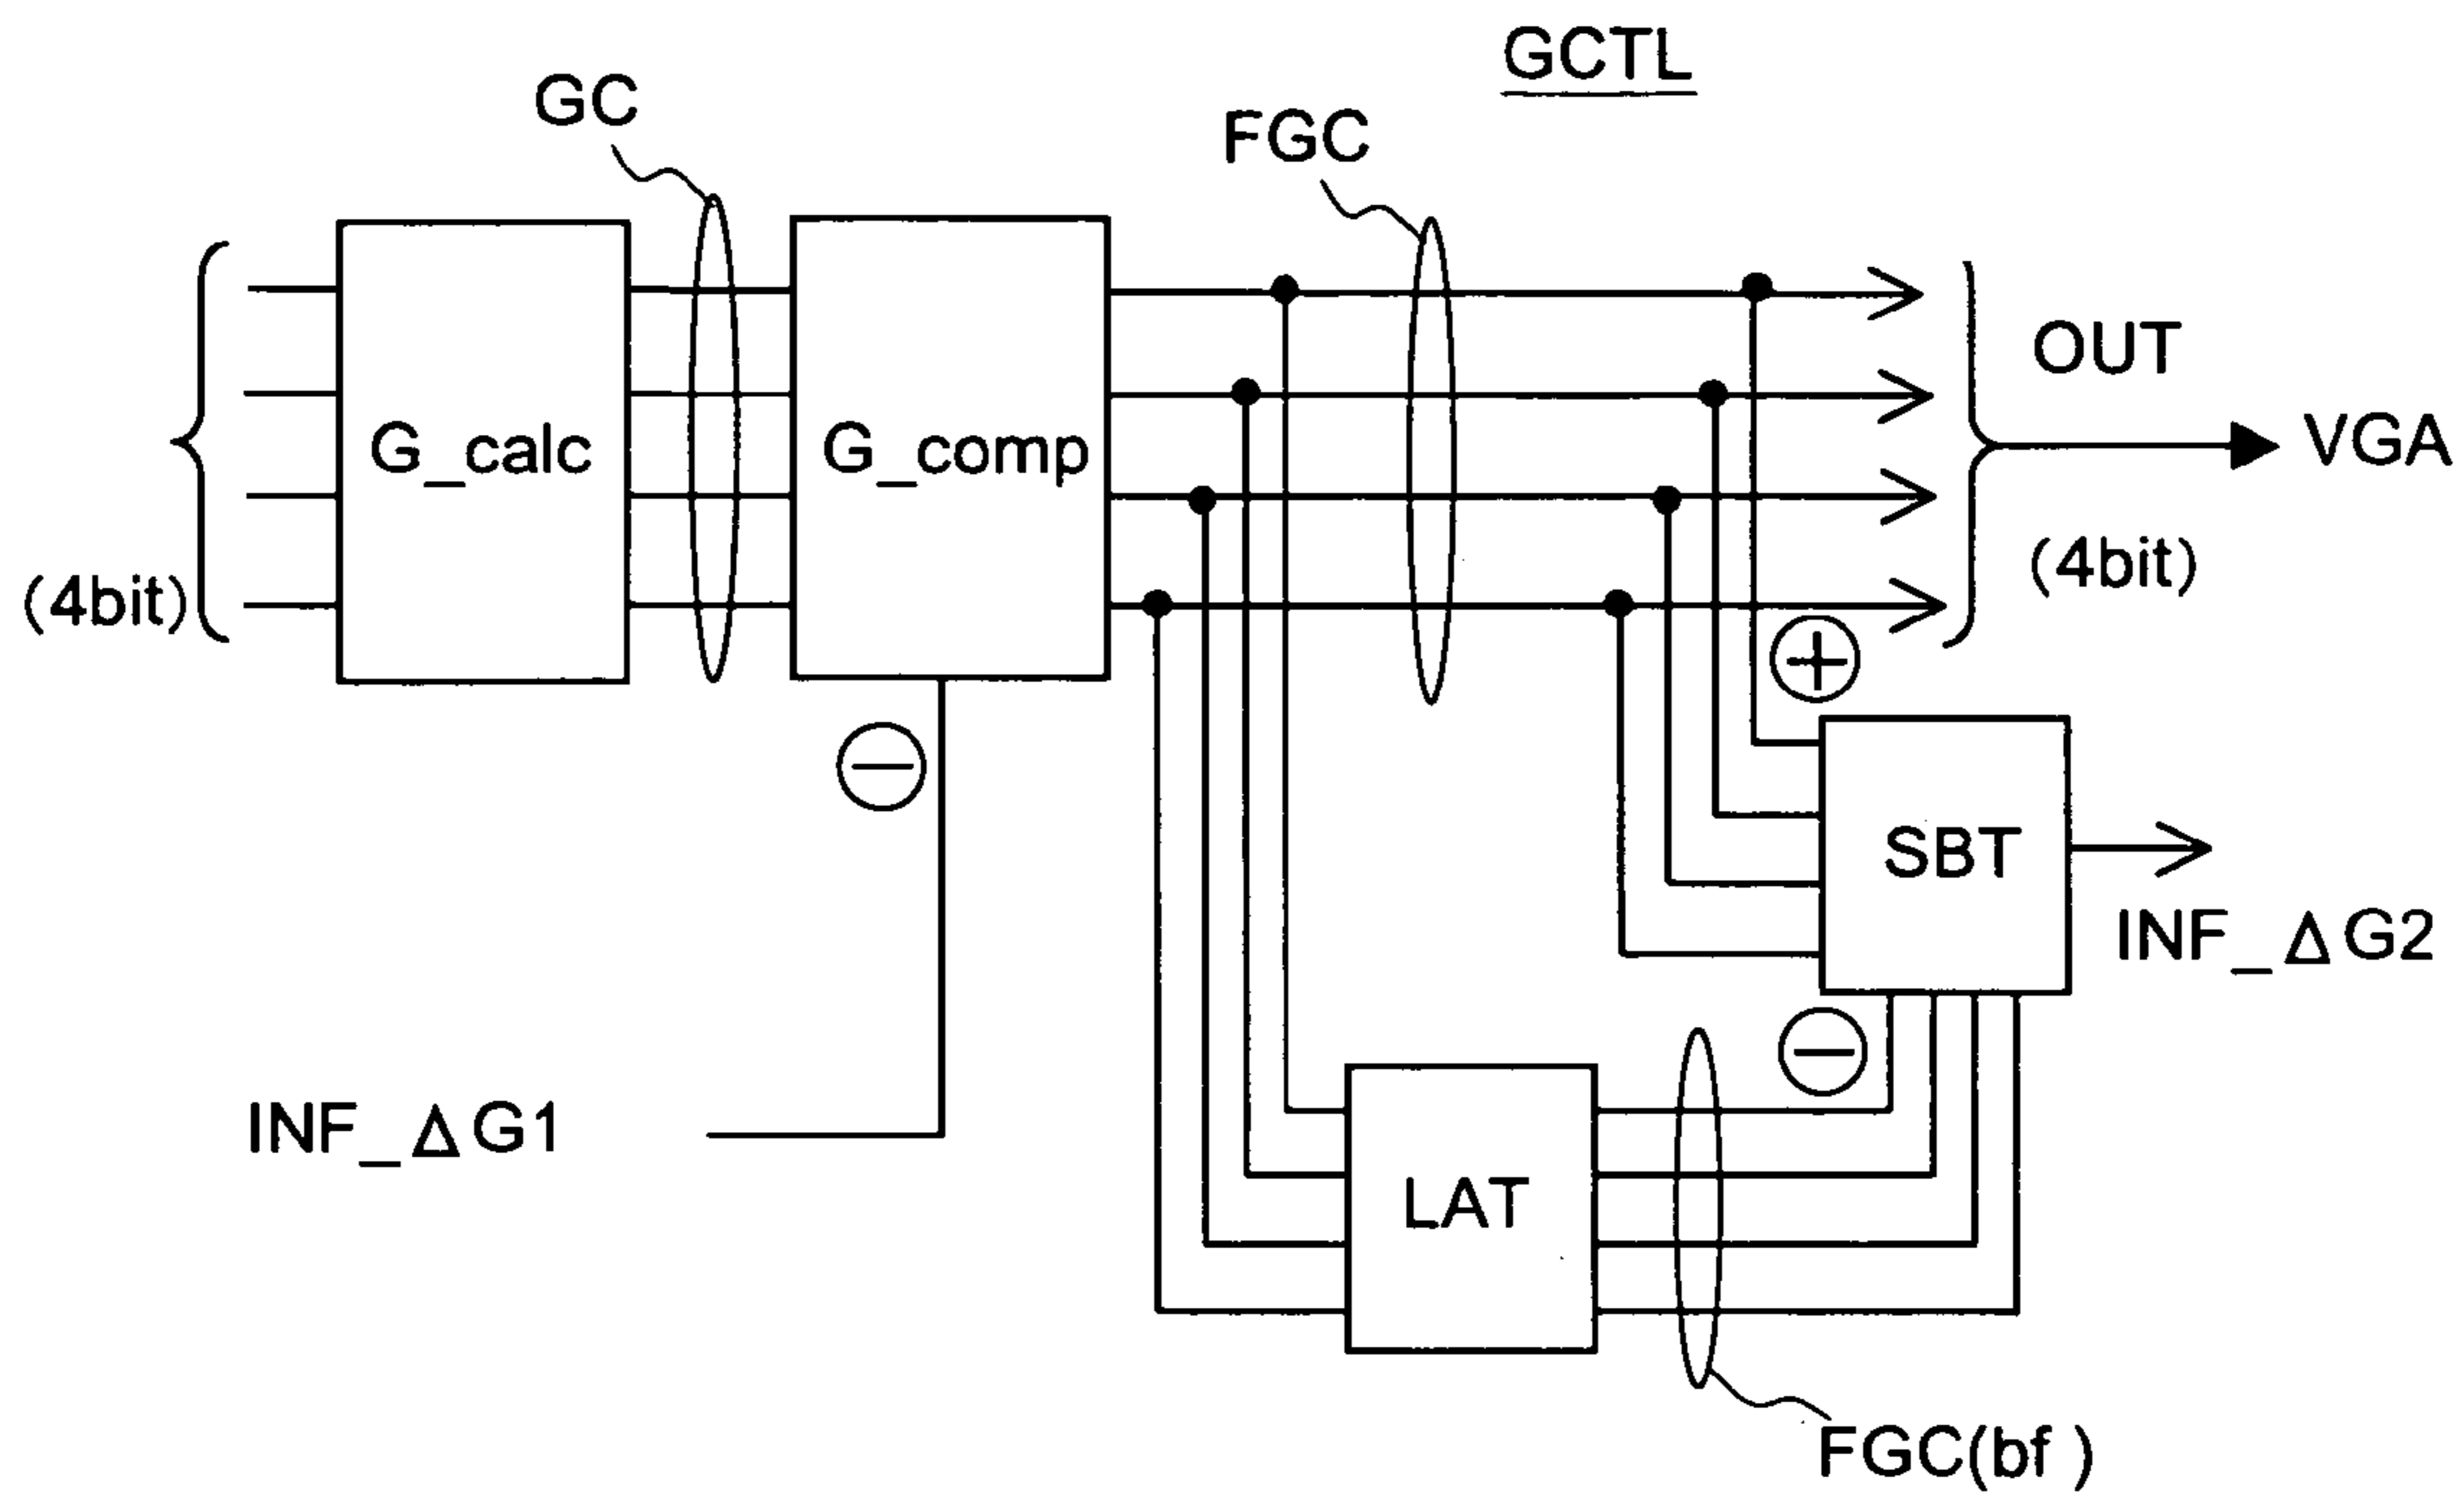 GCTL
GC
FGC
G_calc
G_comp
OUT
VGA
(4bit)
(4bit)
+
−
SBT
INF_ΔG2
−
INF_ΔG1
LAT
FGC(bf )